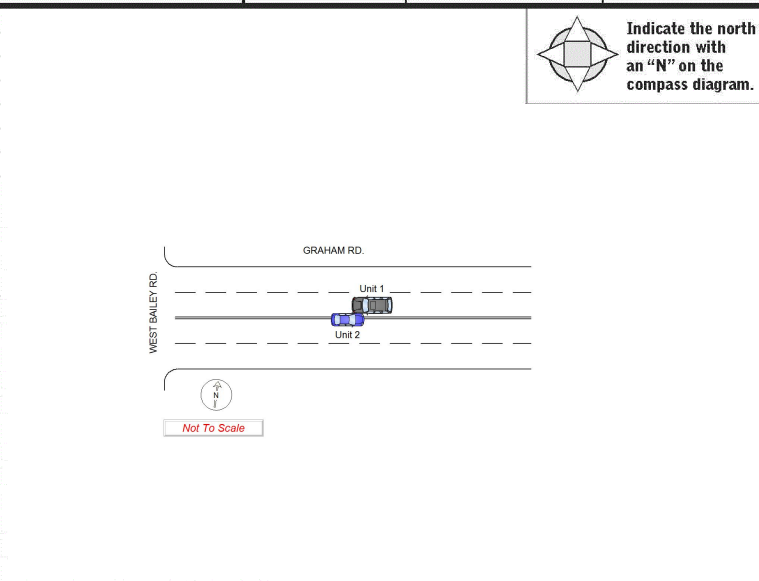 Indicate the north
direction with
an “N” on the
compass diagram.
GRAHAM RD.
WEST BAILEY RD.
Unit 1
Unit 2
N
Not To Scale